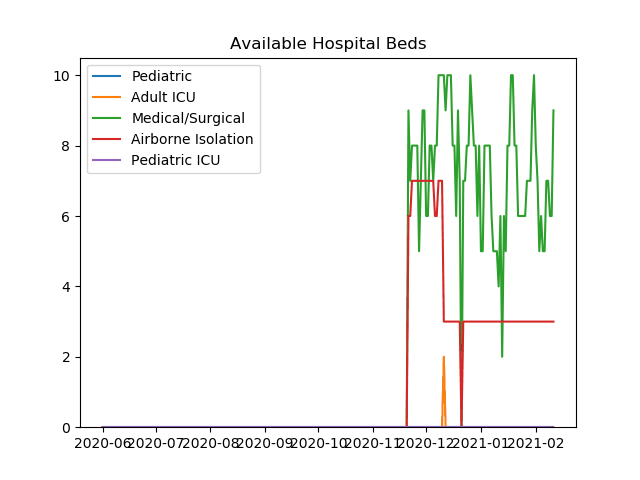 Available Hospital Beds
10
8
6
4
2
0
Pediatric
Adult ICU
Medical/Surgical
Airborne Isolation
Pediatric ICU
2020-06 2020-07 2020-08 2020-09 2020-10 2020-11 2020-12 2021-01 2021-02